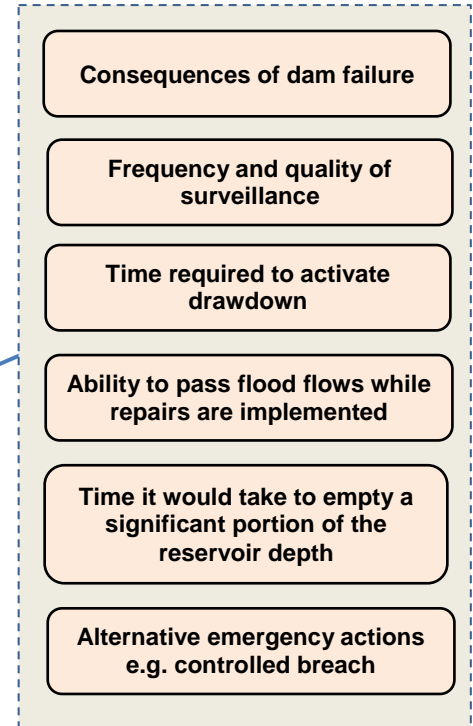 Consequences of dam failure
Frequency and quality of
surveillance
Time required to activate
drawdown
Ability to pass flood flows while
repairs are implemented
Time it would take to empty a
significant portion of the
reservoir depth
Alternative emergency actions
e.g. controlled breach